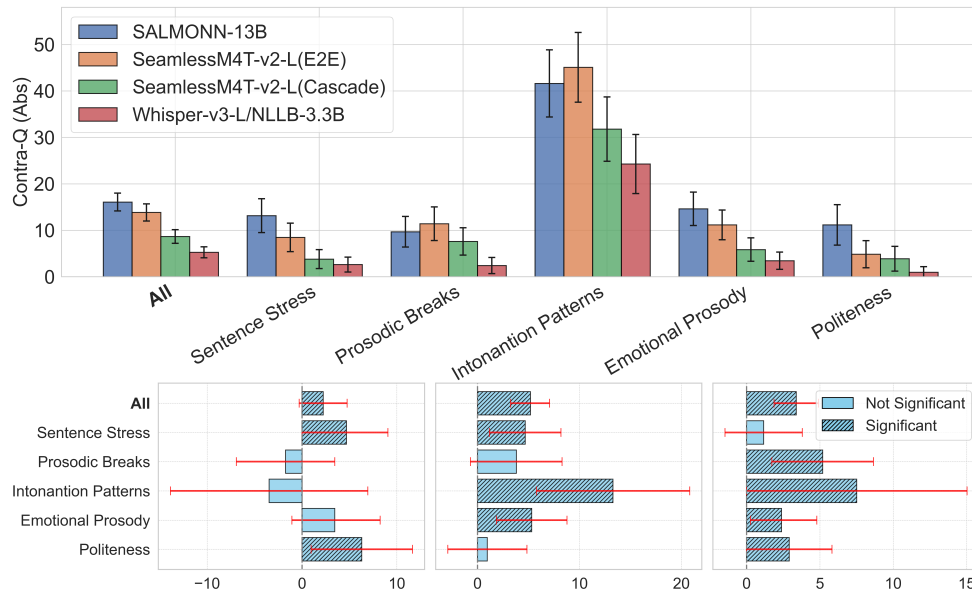 Contra-Q (Abs)
50
40
30
20
10
0
SALMONN-13B
SeamlessM4T-v2-L(E2E)
SeamlessM4T-v2-L(Cascade)
Whisper-v3-L/NLLB-3.3B
All
Sentence Stress
Prosodic Breaks
Intonantion Patterns
Emotional Prosody
Politeness
All
Sentence Stress
Prosodic Breaks
Intonantion Patterns
Emotional Prosody
Politeness
Not Significant
Significant
−10 0 10
0 10 20
0 5 10 15